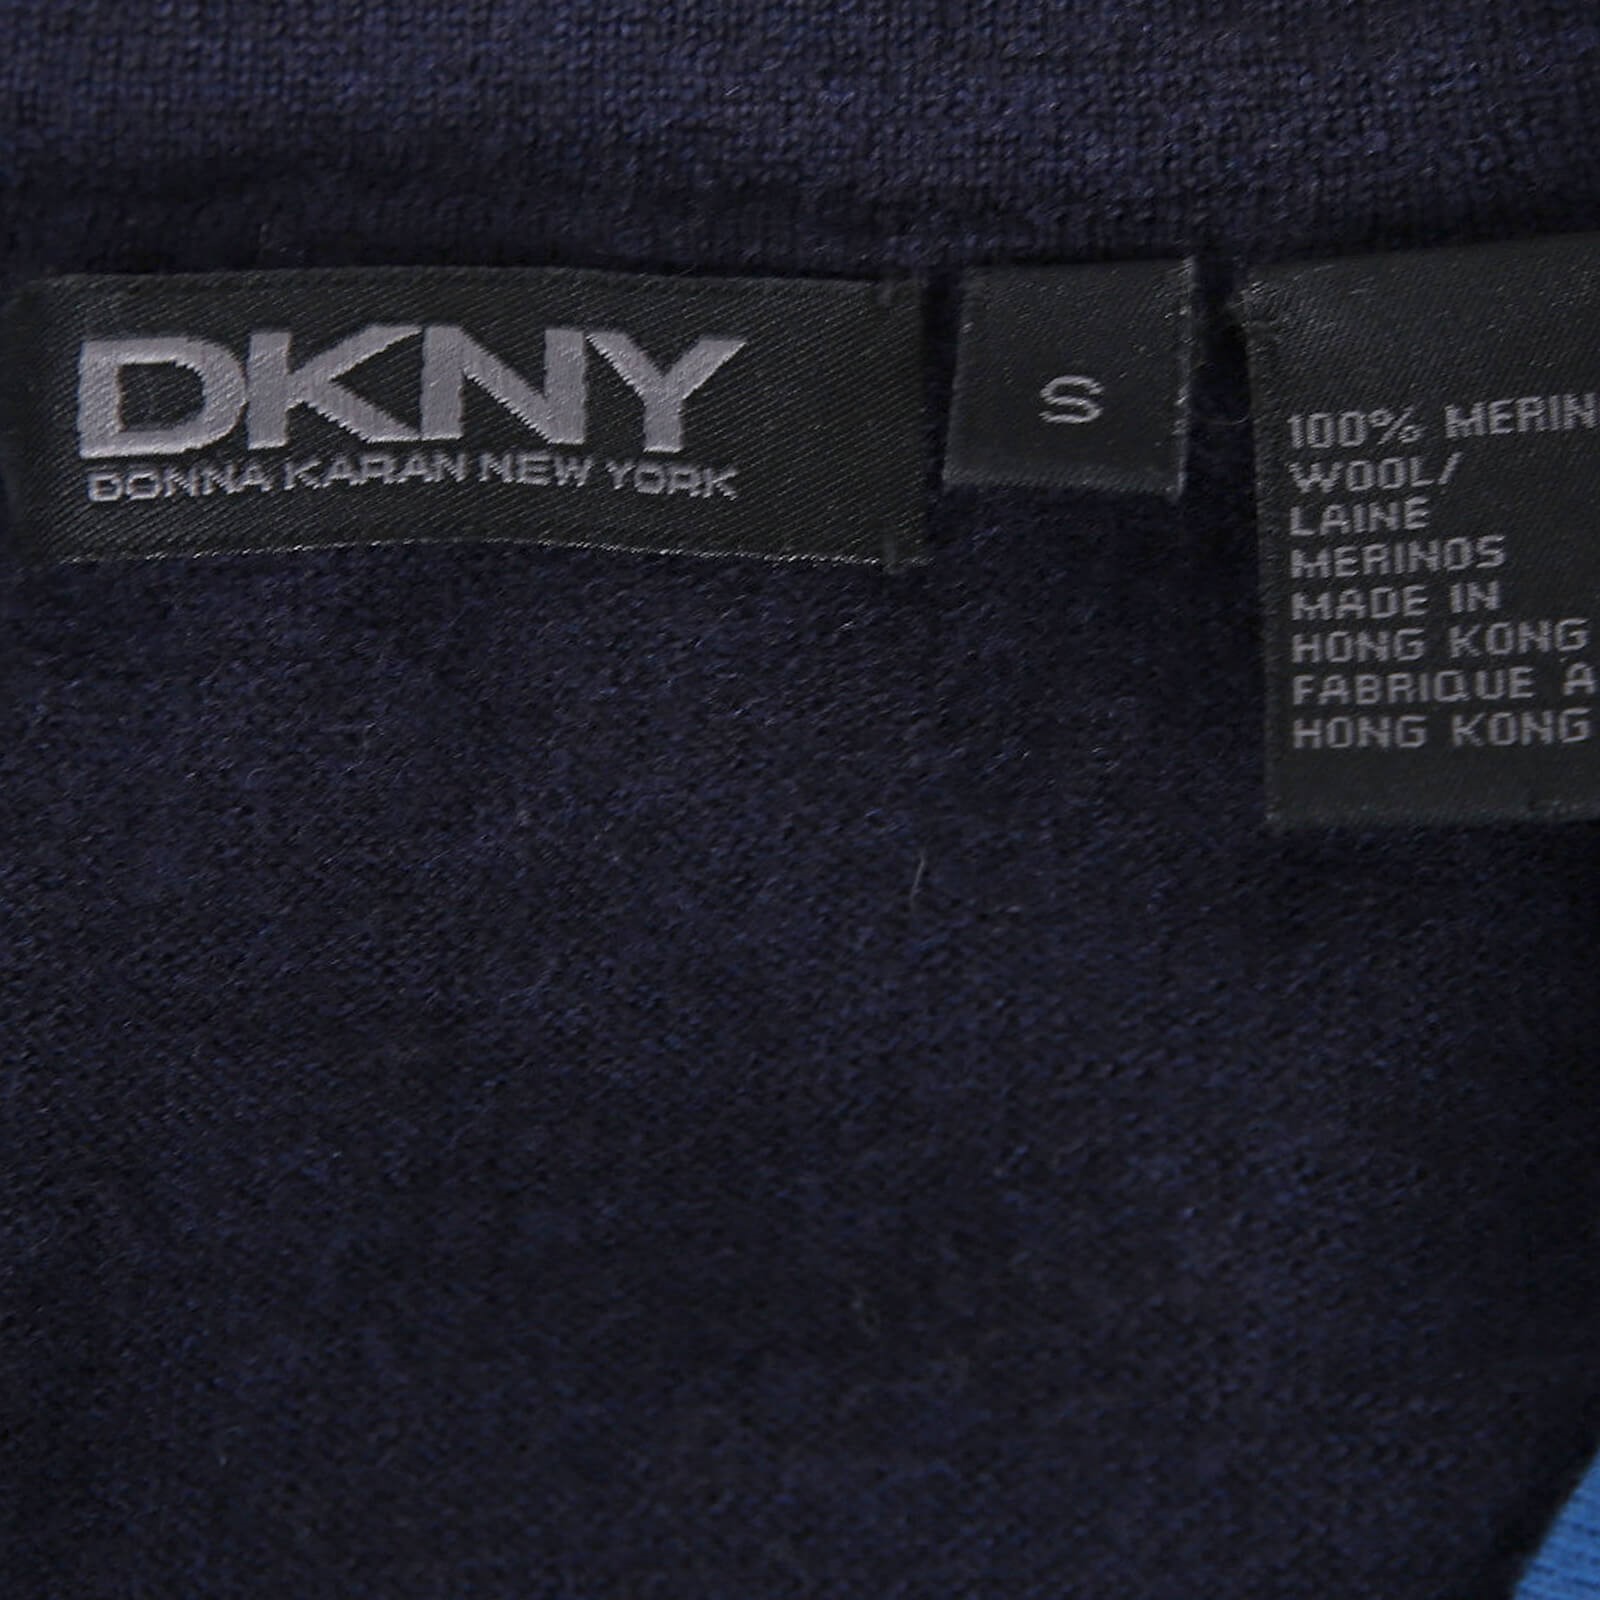 DKNY
DONNA KARAN NEW YORK
S
100% MERIN
WOOL/
LAINE
MERINOS
MADE IN
HONG KONG
FABRIQUE A
HONG KONG